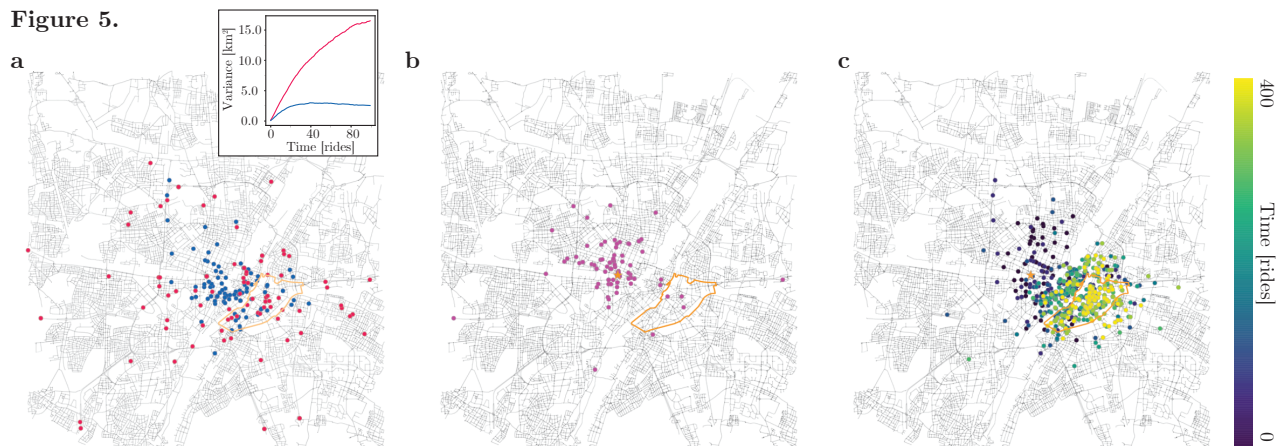 Figure 5.
a
b
c
Variance [km²]
15.0
10.0
5.0
0.0
0
40
80
Time [rides]
400
Time [rides]
0